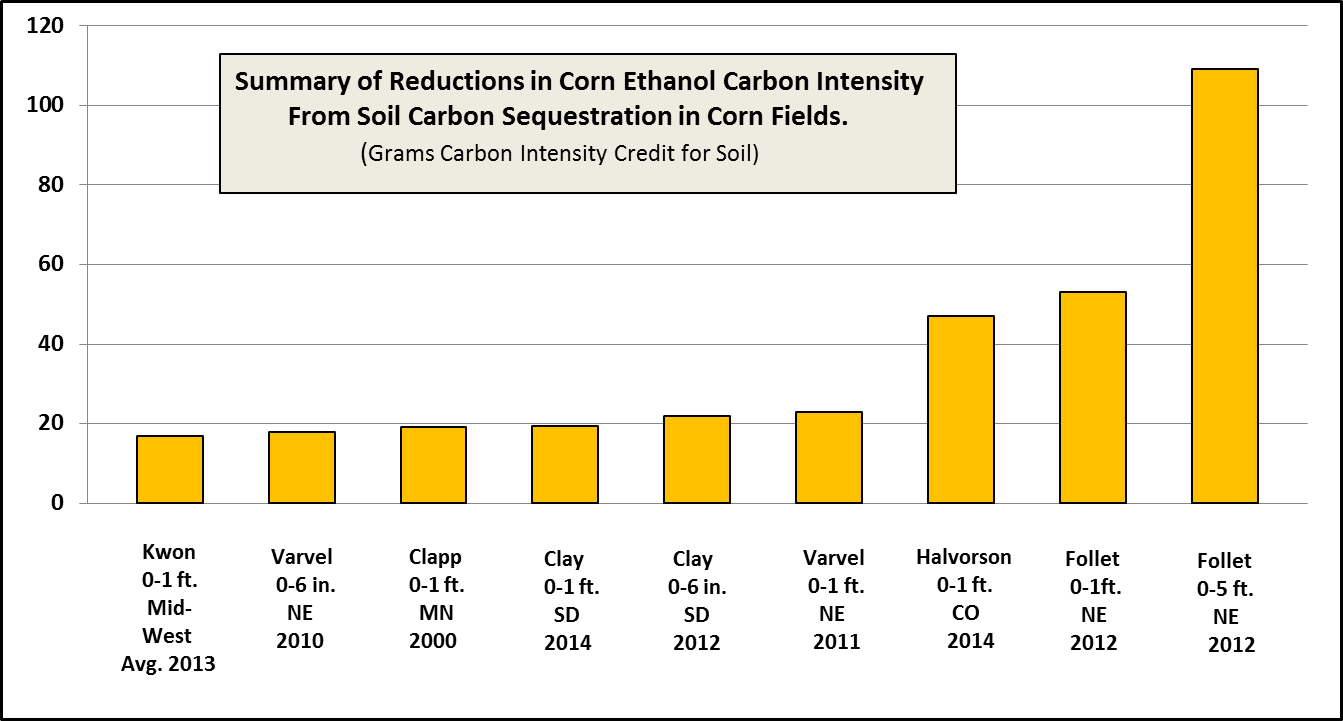 120
100
80
60
40
20
0
Summary of Reductions in Corn Ethanol Carbon Intensity
From Soil Carbon Sequestration in Corn Fields.
(Grams Carbon Intensity Credit for Soil)
Kwon
0-1 ft.
Mid-
West
Avg. 2013
Varvel
0-6 in.
NE
2010
Clapp
0-1 ft.
MN
2000
Clay
0-1 ft.
SD
2014
Clay
0-6 in.
SD
2012
Varvel
0-1 ft.
NE
2011
Halvorson
0-1 ft.
CO
2014
Follet
0-1ft.
NE
2012
Follet
0-5 ft.
NE
2012